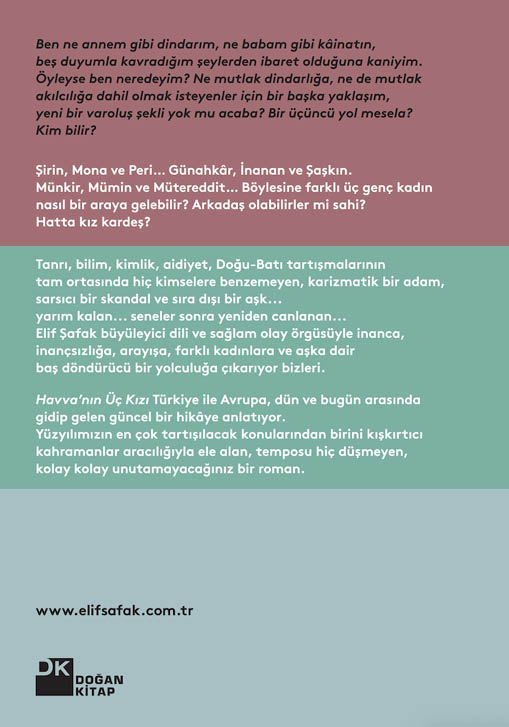 Ben ne annem gibi dindarım, ne babam gibi kâinatın,
beş duyumla kavradığım şeylerden ibaret olduğuna kaniyim.
Öyleyse ben neredeyim? Ne mutlak dindarlığa, ne de mutlak
akılcılığa dahil olmak isteyenler için bir başka yaklaşım,
yeni bir varoluş şekli yok mu acaba? Bir üçüncü yol mesela?
Kim bilir?
Şirin, Mona ve Peri... Günahkâr, İnanan ve Şaşkın.
Münkir, Mümin ve Mütereddit... Böylesine farklı üç genç kadın
nasıl bir araya gelebilir? Arkadaş olabilirler mi sahi?
Hatta kız kardeş?
Tanrı, bilim, kimlik, aidiyet, Doğu-Batı tartışmalarının
tam ortasında hiç kimselere benzemeyen, karizmatik bir adam,
sarsıcı bir skandal ve sıra dışı bir aşk...
yarım kalan... seneler sonra yeniden canlanan...
Elif Şafak büyüleyici dili ve sağlam olay örgüsüyle inanca,
inançsızlığa, arayışa, farklı kadınlara ve aşka dair
baş döndürücü bir yolculuğa çıkarıyor bizleri.
Havva'nın Üç Kızı Türkiye ile Avrupa, dün ve bugün arasında
gidip gelen güncel bir hikâye anlatıyor.
Yüzyılımızın en çok tartışılacak konularından birini kışkırtıcı
kahramanlar aracılığıyla ele alan, temposu hiç düşmeyen,
kolay kolay unutamayacağınız bir roman.
www.elifsafak.com.tr
DK
DOĞAN
KİTAP